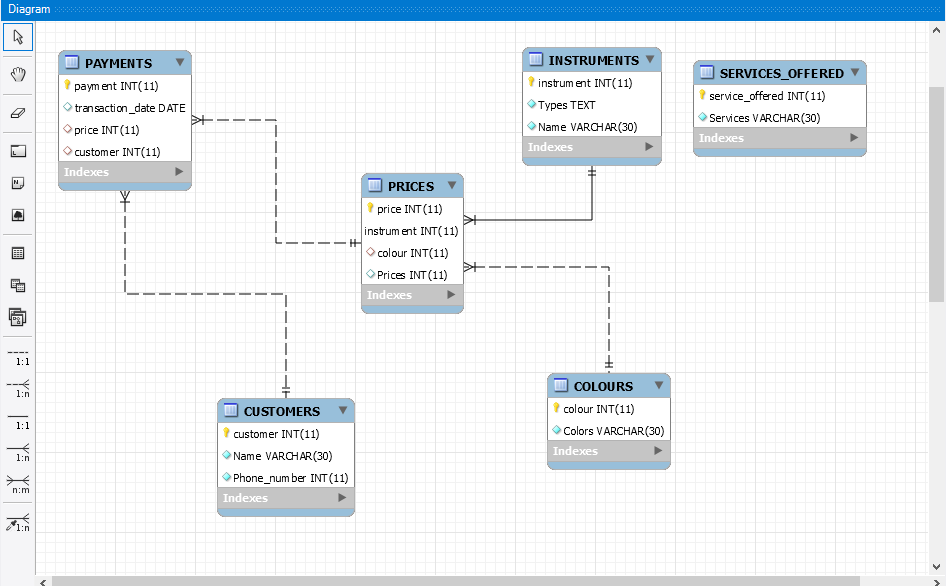 Diagram
PAYMENTS
payment INT(11)
transaction_date DATE
price INT(11)
customer INT(11)
Indexes
INSTRUMENTS
instrument INT(11)
Types TEXT
Name VARCHAR(30)
Indexes
SERVICES_OFFERED
service_offered INT(11)
Services VARCHAR(30)
Indexes
PRICES
price INT(11)
instrument INT(11)
colour INT(11)
Prices INT(11)
Indexes
CUSTOMERS
customer INT(11)
Name VARCHAR(30)
Phone_number INT(11)
Indexes
COLOURS
colour INT(11)
Colors VARCHAR(30)
Indexes
1:1
1:n
1:1
1:n
n:m
1:n